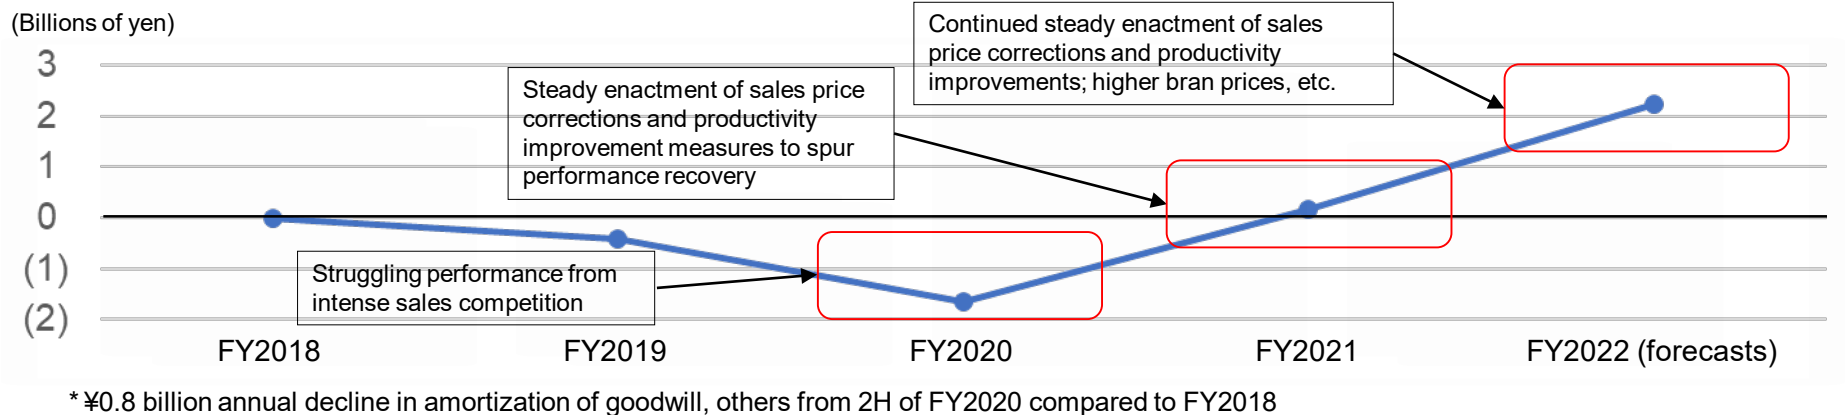 (Billions of yen)
Continued steady enactment of sales
price corrections and productivity
improvements; higher bran prices, etc.
Steady enactment of sales price
corrections and productivity
improvement measures to spur
performance recovery
Struggling performance from
intense sales competition
3
2
1
0
(1)
(2)
FY2018
FY2019
FY2020
FY2021
FY2022 (forecasts)
* ¥0.8 billion annual decline in amortization of goodwill, others from 2H of FY2020 compared to FY2018